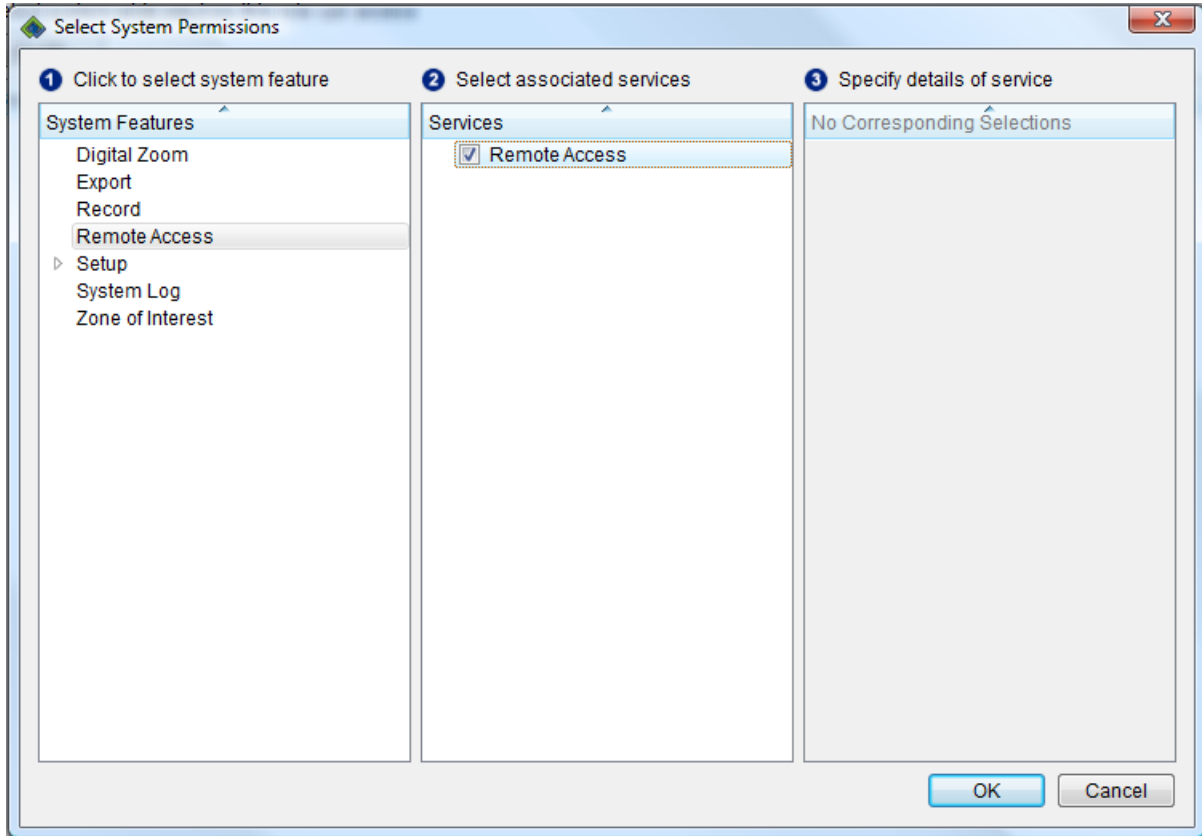 Select System Permissions
1 Click to select system feature
2 Select associated services
3 Specify details of service
System Features
Digital Zoom
Export
Record
Remote Access
Setup
System Log
Zone of Interest
Services
Remote Access
No Corresponding Selections
OK
Cancel